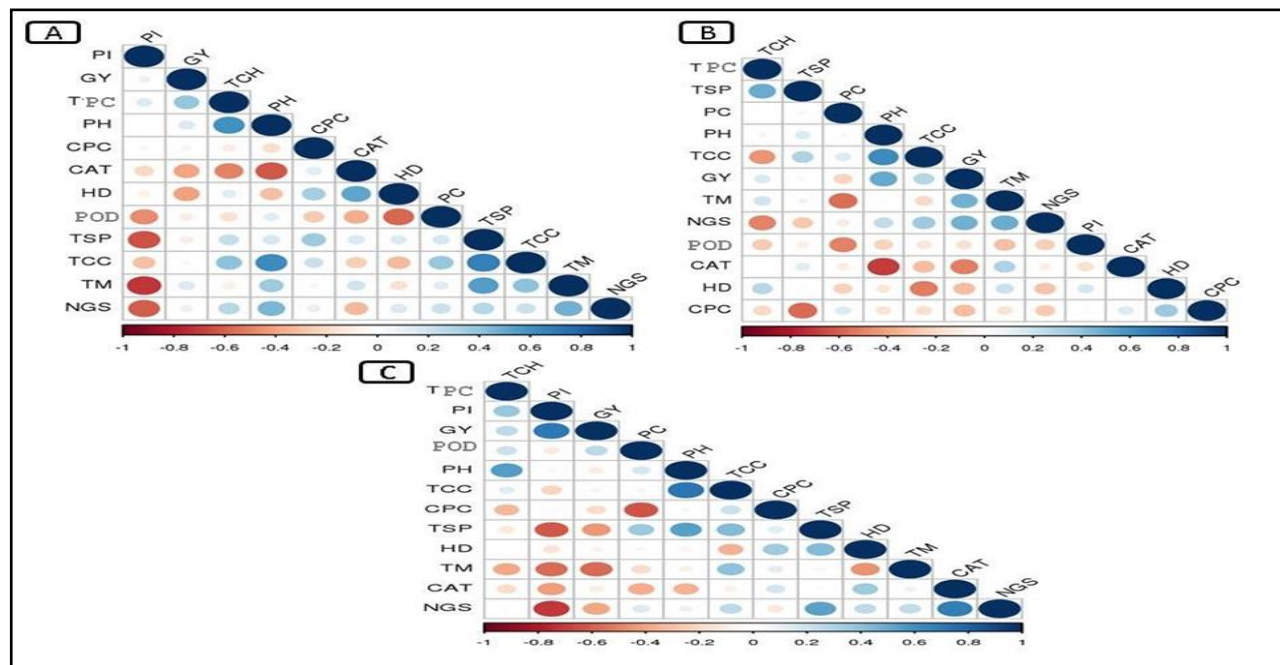 A
PI
PI
GY
GY
T PC
TCH
PH
PH
CPC
CPC
CAT
CAT
HD
HD
POD
PC
TSP
TSP
TCC
TCC
TM
TM
NGS
NGS
-1 -0.8 -0.6 -0.4 -0.2 0 0.2 0.4 0.6 0.8 1
B
TPC
TCH
TSP
TSP
PC
PC
PH
PH
TCC
TCC
GY
GY
TM
TM
NGS
NGS
POD
PI
CAT
CAT
HD
HD
CPC
CPC
-1 -0.8 -0.6 -0.4 -0.2 0 0.2 0.4 0.6 0.8 1
C
TPC
TCH
PI
PI
GY
GY
POD
PC
PH
PH
TCC
TCC
CPC
CPC
TSP
TSP
HD
HD
TM
TM
CAT
CAT
NGS
NGS
-1 -0.8 -0.6 -0.4 -0.2 0 0.2 0.4 0.6 0.8 1